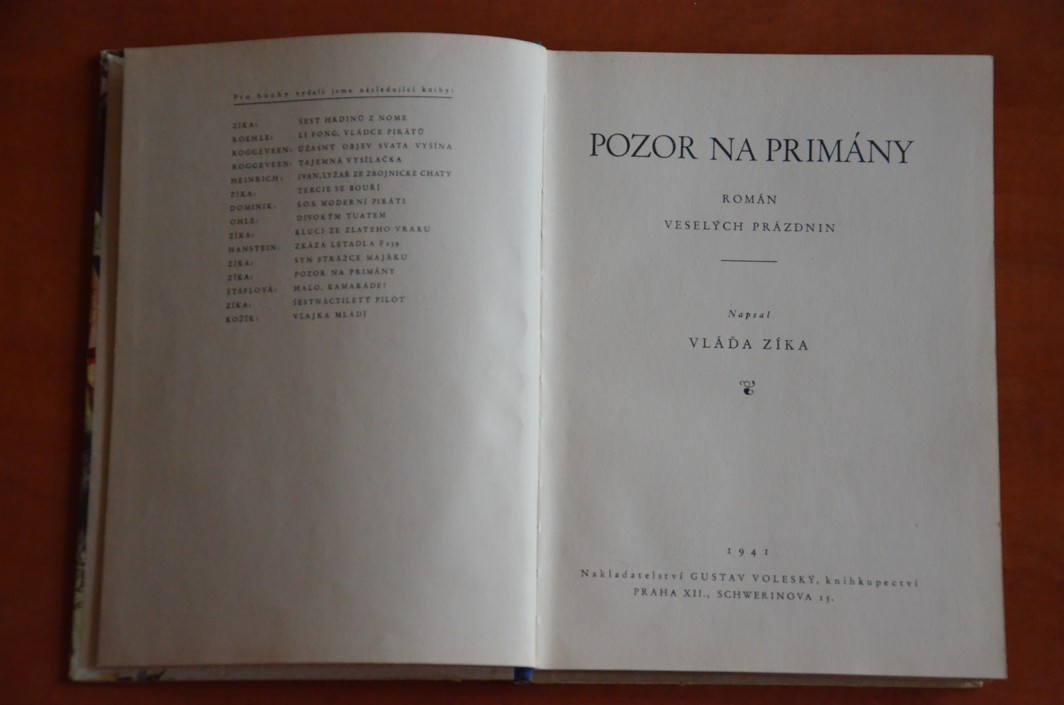 Pro hochy vydali jsme následující knihy:
ZÍKA: ŠEST HRDINŮ Z NOME
KOEHLE: LI FONG, VLÁDCE PIRÁTŮ
ROGGEVEEN: ÚŽASNÝ OBJEV SVATA VYŠÍNA
ROGGEVEEN: TAJEMNÁ VYSÍLAČKA
HEINRICH: IVAN, LYŽAŘ ZE ZBOJNICKÉ CHATY
ZÍKA: TERCIE SE BOUŘÍ
DOMINIK: S.O.S. MODERNÍ PIRÁTI
OHLE: DIVOKÝM TUATEM
ZÍKA: KLUCI ZE ZLATÉHO VRAKU
HANSTEIN: ZKÁZA LETADLA F 139
ZÍKA: SYN STRÁŽCE MAJÁKU
ZÍKA: POZOR NA PRIMÁNY
ŠTÁFLOVÁ: HALO, KAMARÁDE!
ZÍKA: ŠESTNÁCTILETÝ PILOT
KOŽÍK: VLAJKA MLÁDÍ
POZOR NA PRIMÁNY
ROMÁN
VESELÝCH PRÁZDNIN
Napsal
VLÁĎA ZÍKA
1941
Nakladatelství GUSTAV VOLESKÝ, knihkupectví
PRAHA XII., SCHWERINOVA 15.